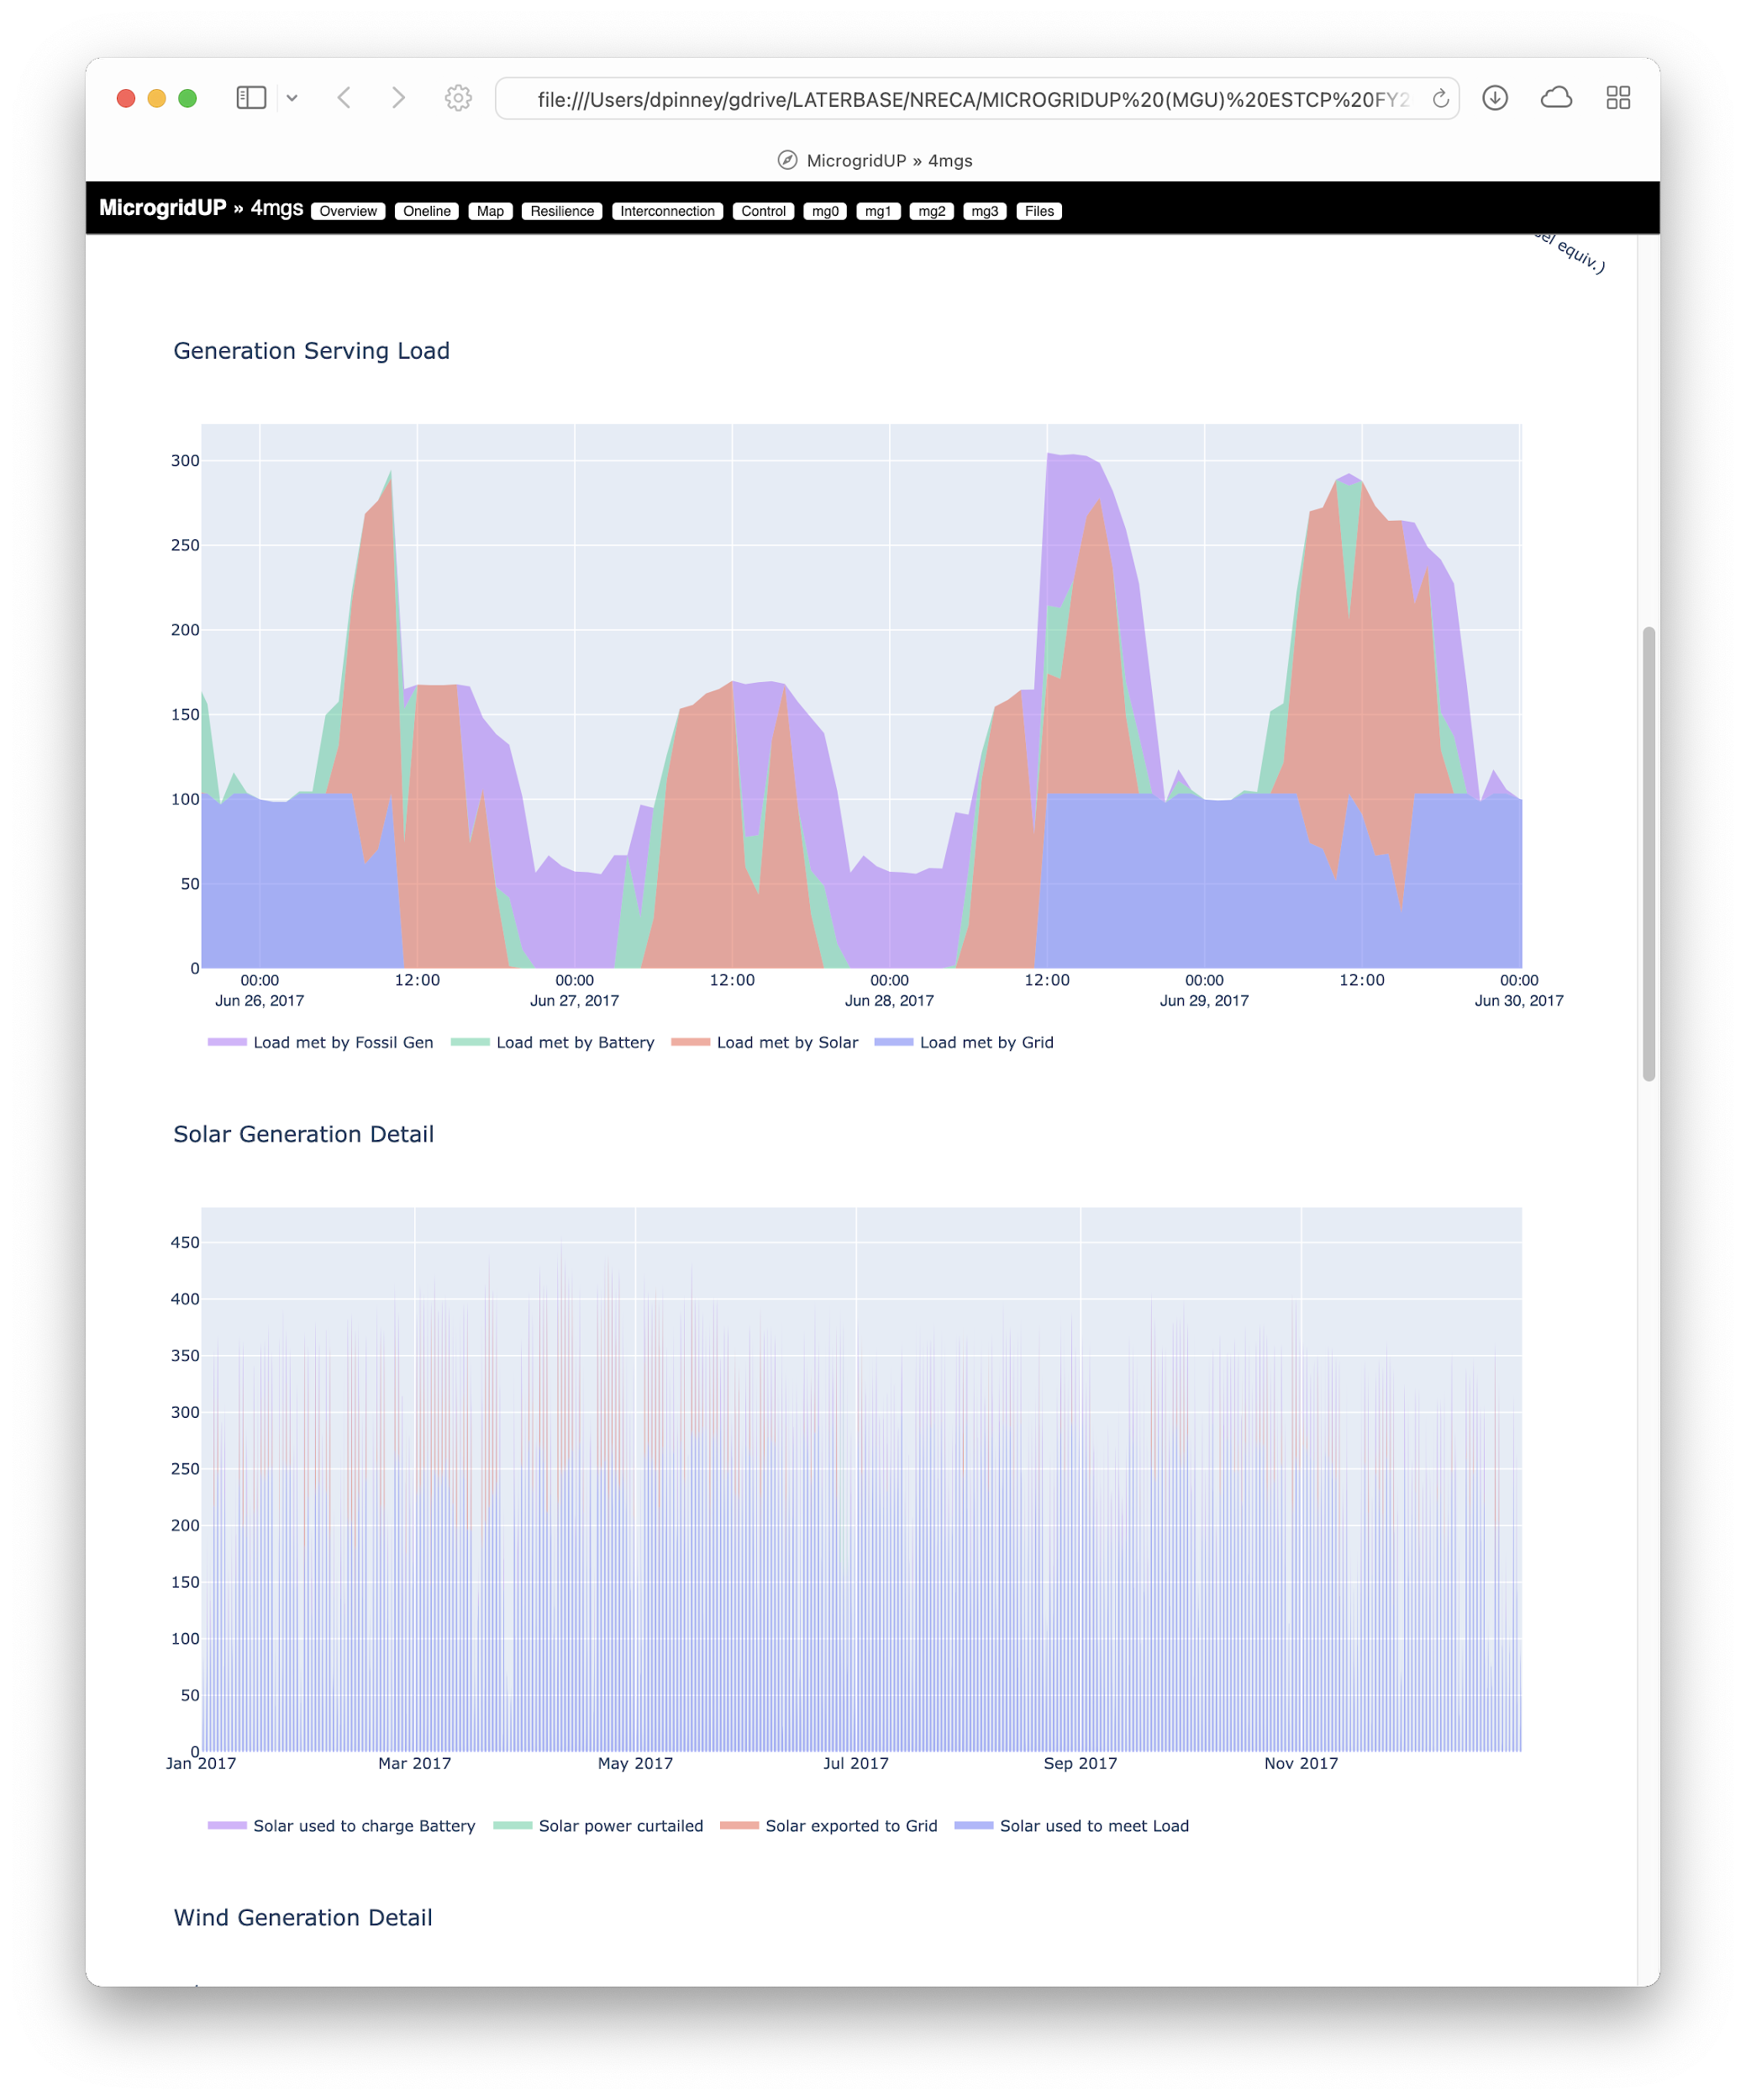 file:///Users/dpinney/gdrive/LATERBASE/NRECA/MICROGRIDUP%20(MGU)%20ESTCP%20FY2
MicrogridUP » 4mgs
MicrogridUP » 4mgs Overview Oneline Map Resilience Interconnection Control mg0 mg1 mg2 mg3 Files
equiv.)
Generation Serving Load
300
250
200
150
100
50
0
00:00 12:00 00:00 12:00 00:00 12:00 00:00 12:00 00:00
Jun 26, 2017 Jun 27, 2017 Jun 28, 2017 Jun 29, 2017 Jun 30, 2017
Load met by Fossil Gen Load met by Battery Load met by Solar Load met by Grid
Solar Generation Detail
450
400
350
300
250
200
150
100
50
0
Jan 2017 Mar 2017 May 2017 Jul 2017 Sep 2017 Nov 2017
Solar used to charge Battery Solar power curtailed Solar exported to Grid Solar used to meet Load
Wind Generation Detail